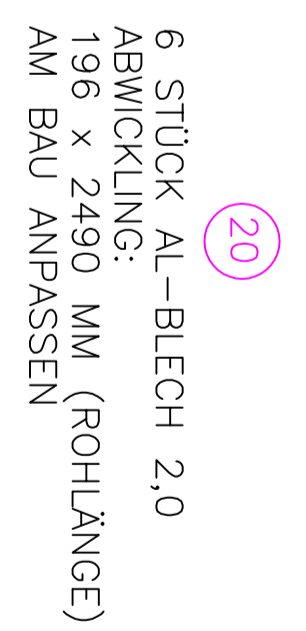 20
6 STÜCK AL-BLECH 2,0
ABWICKLING:
196 x 2490 MM (ROHLÄNGE)
AM BAU ANPASSEN